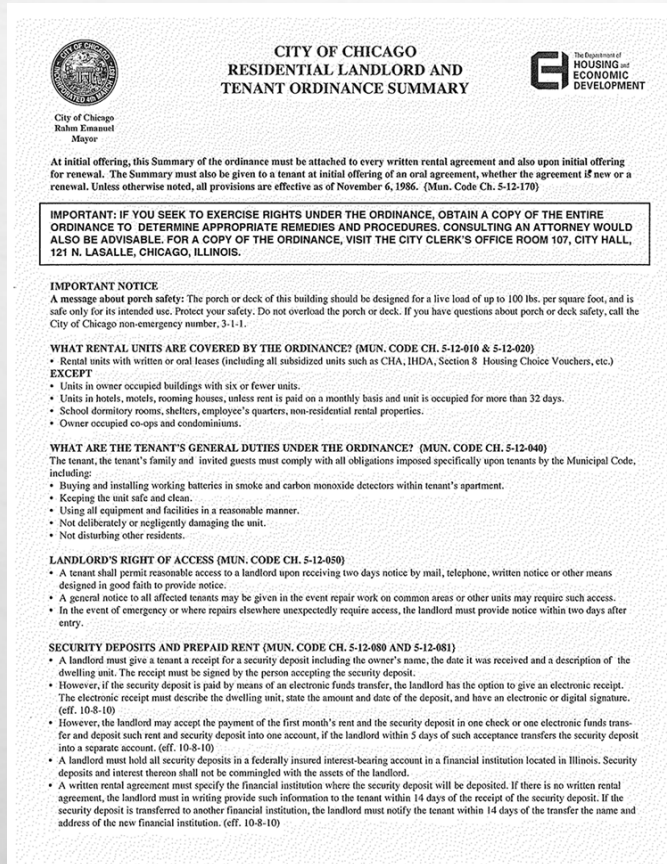 CITY OF CHICAGO
RESIDENTIAL LANDLORD AND
TENANT ORDINANCE SUMMARY
CITY OF CHICAGO
INCORPORATED 4th MARCH 1837
City of Chicago
Rahm Emanuel
Mayor
The Department of
HOUSING and
ECONOMIC
DEVELOPMENT
At initial offering, this Summary of the ordinance must be attached to every written rental agreement and also upon initial offering
for renewal. The Summary must also be given to a tenant at initial offering of an oral agreement, whether the agreement is new or a
renewal. Unless otherwise noted, all provisions are effective as of November 6, 1986. {Mun. Code Ch. 5-12-170}
IMPORTANT: IF YOU SEEK TO EXERCISE RIGHTS UNDER THE ORDINANCE, OBTAIN A COPY OF THE ENTIRE
ORDINANCE TO DETERMINE APPROPRIATE REMEDIES AND PROCEDURES. CONSULTING AN ATTORNEY WOULD
ALSO BE ADVISABLE. FOR A COPY OF THE ORDINANCE, VISIT THE CITY CLERK'S OFFICE ROOM 107, CITY HALL,
121 N. LASALLE, CHICAGO, ILLINOIS.
IMPORTANT NOTICE
A message about porch safety: The porch or deck of this building should be designed for a live load of up to 100 lbs. per square foot, and is
safe only for its intended use. Protect your safety. Do not overload the porch or deck. If you have questions about porch or deck safety, call the
City of Chicago non-emergency number, 3-1-1.
WHAT RENTAL UNITS ARE COVERED BY THE ORDINANCE? {MUN. CODE CH. 5-12-010 & 5-12-020}
• Rental units with written or oral leases (including all subsidized units such as CHA, IHDA, Section 8 Housing Choice Vouchers, etc.)
EXCEPT
• Units in owner occupied buildings with six or fewer units.
• Units in hotels, motels, rooming houses, unless rent is paid on a monthly basis and unit is occupied for more than 32 days.
• School dormitory rooms, shelters, employee's quarters, non-residential rental properties.
• Owner occupied co-ops and condominiums.
WHAT ARE THE TENANT'S GENERAL DUTIES UNDER THE ORDINANCE? {MUN. CODE CH. 5-12-040}
The tenant, the tenant's family and invited guests must comply with all obligations imposed specifically upon tenants by the Municipal Code,
including:
• Buying and installing working batteries in smoke and carbon monoxide detectors within tenant's apartment.
• Keeping the unit safe and clean.
• Using all equipment and facilities in a reasonable manner.
• Not deliberately or negligently damaging the unit.
• Not disturbing other residents.
LANDLORD'S RIGHT OF ACCESS {MUN. CODE CH. 5-12-050}
• A tenant shall permit reasonable access to a landlord upon receiving two days notice by mail, telephone, written notice or other means
designed in good faith to provide notice.
• A general notice to all affected tenants may be given in the event repair work on common areas or other units may require such access.
• In the event of emergency or where repairs elsewhere unexpectedly require access, the landlord must provide notice within two days after
entry.
SECURITY DEPOSITS AND PREPAID RENT {MUN. CODE CH. 5-12-080 AND 5-12-081}
• A landlord must give a tenant a receipt for a security deposit including the owner's name, the date it was received and a description of the
dwelling unit. The receipt must be signed by the person accepting the security deposit.
• However, if the security deposit is paid by means of an electronic funds transfer, the landlord has the option to give an electronic receipt.
The electronic receipt must describe the dwelling unit, state the amount and date of the deposit, and have an electronic or digital signature.
(eff. 10-8-10)
• However, the landlord may accept the payment of the first month's rent and the security deposit in one check or one electronic funds trans-
fer and deposit such rent and security deposit into one account, if the landlord within 5 days of such acceptance transfers the security deposit
into a separate account. (eff. 10-8-10)
• A landlord must hold all security deposits in a federally insured interest-bearing account in a financial institution located in Illinois. Security
deposits and interest thereon shall not be commingled with the assets of the landlord.
• A written rental agreement must specify the financial institution where the security deposit will be deposited. If there is no written rental
agreement, the landlord must in writing provide such information to the tenant within 14 days of the receipt of the security deposit. If the
security deposit is transferred to another financial institution, the landlord must notify the tenant within 14 days of the transfer the name and
address of the new financial institution. (eff. 10-8-10)